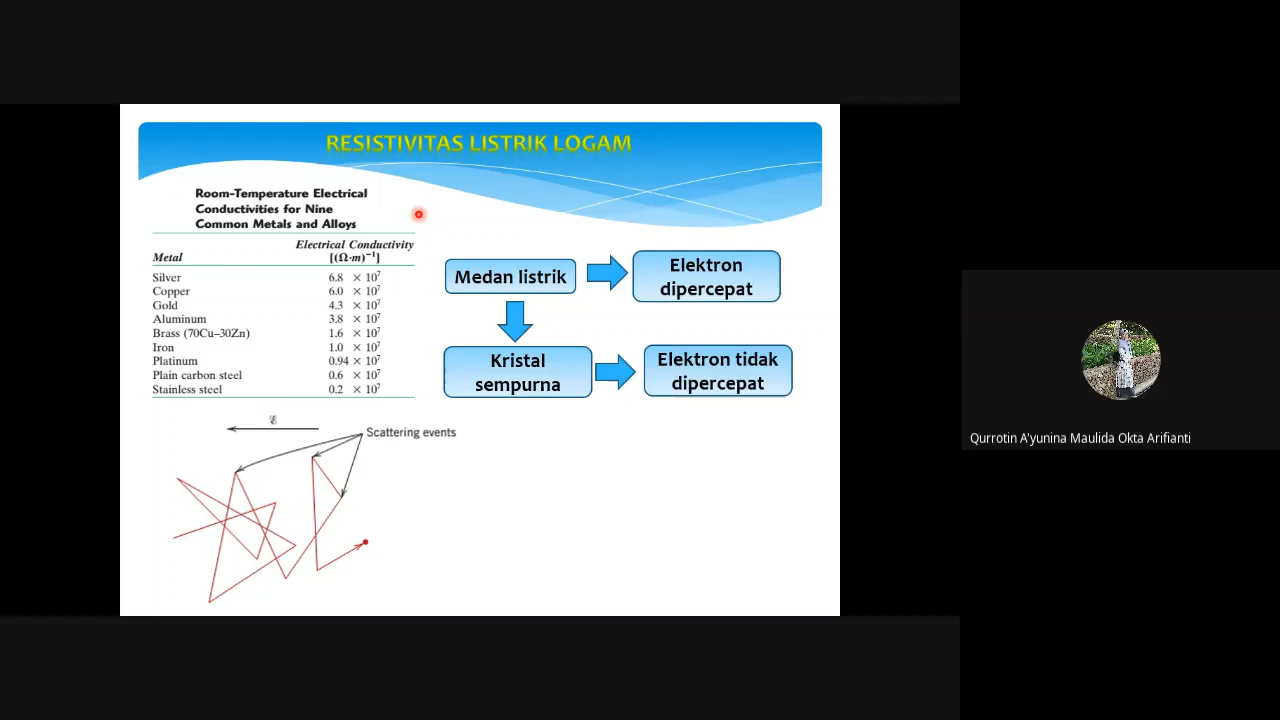 RESISTIVITAS LISTRIK LOGAM
Room-Temperature Electrical
Conductivities for Nine
Common Metals and Alloys
Electrical Conductivity
Metal [(Ω·m)⁻¹]
Silver 6.8 × 10⁷
Copper 6.0 × 10⁷
Gold 4.3 × 10⁷
Aluminum 3.8 × 10⁷
Brass (70Cu–30Zn) 1.6 × 10⁷
Iron 1.0 × 10⁷
Platinum 0.94 × 10⁷
Plain carbon steel 0.6 × 10⁷
Stainless steel 0.2 × 10⁷
Medan listrik
Elektron
dipercepat
Kristal
sempurna
Elektron tidak
dipercepat
ℰ
Scattering events
Qurrotin A'yunina Maulida Okta Arifianti